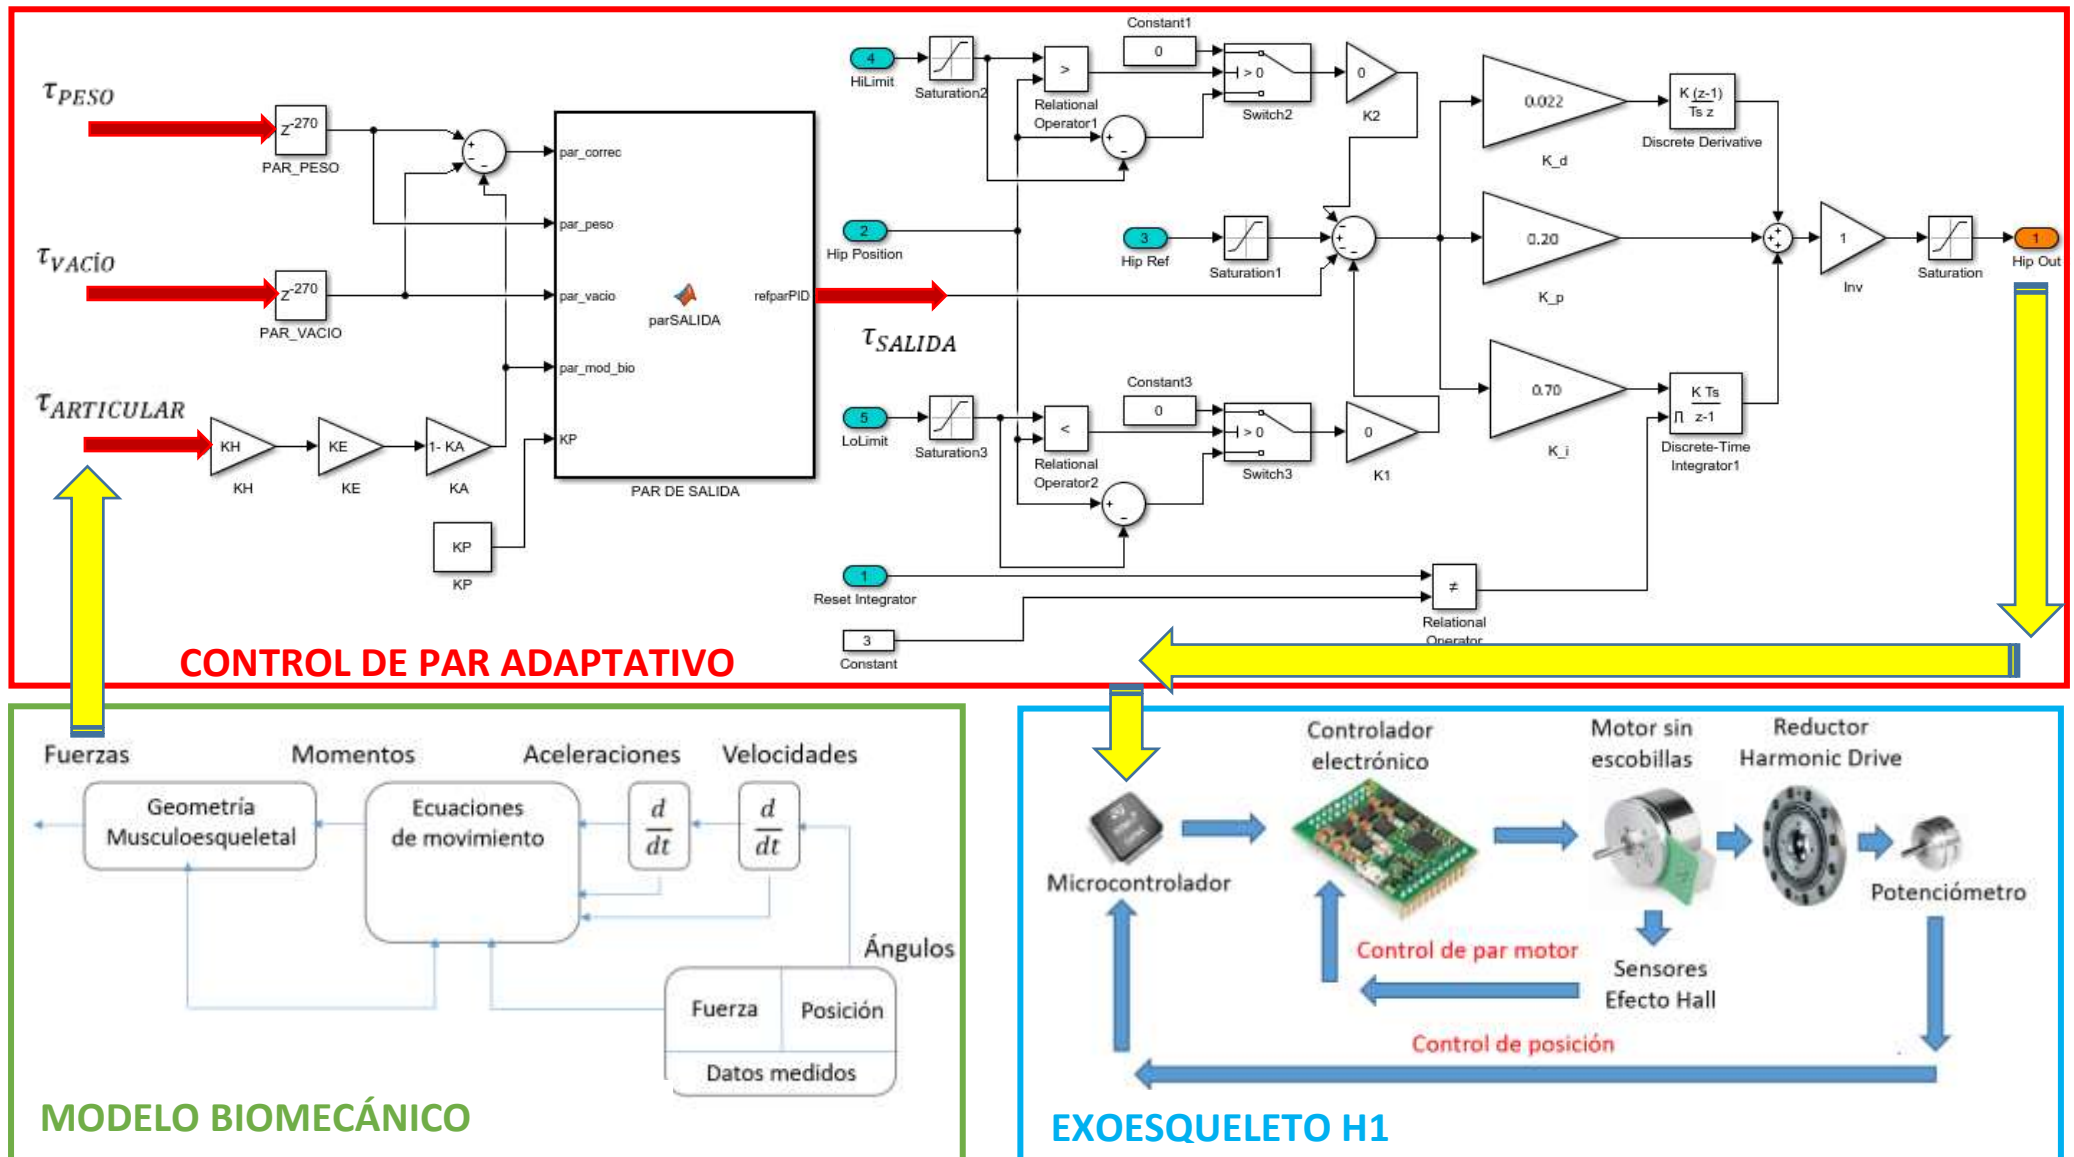 τ_PESO
z^-270
PAR_PESO
τ_VACÍO
z^-270
PAR_VACIO
τ_ARTICULAR
KH
KH
KE
KE
1- KA
KA
KP
KP
+
-
-
par_correc
par_peso
par_vacio
par_mod_bio
KP
parSALIDA
refparPID
PAR DE SALIDA
τ_SALIDA
4
HiLimit
Saturation2
>
Relational
Operator1
Constant1
0
> 0
Switch2
0
K2
+
-
2
Hip Position
3
Hip Ref
Saturation1
-
+
-
-
5
LoLimit
Saturation3
<
Relational
Operator2
Constant3
0
> 0
Switch3
0
K1
+
-
1
Reset Integrator
3
Constant
≠
Relational
Operator
0.022
K_d
K (z-1)
Ts z
Discrete Derivative
0.20
K_p
0.70
K_i
K Ts
z-1
Discrete-Time
Integrator1
+
+
+
1
Inv
Saturation
1
Hip Out
CONTROL DE PAR ADAPTATIVO
Fuerzas
Momentos
Aceleraciones
Velocidades
Geometría
Musculoesqueletal
Ecuaciones
de movimiento
d
dt
d
dt
Ángulos
Fuerza
Posición
Datos medidos
MODELO BIOMECÁNICO
Controlador
electrónico
Motor sin
escobillas
Reductor
Harmonic Drive
Microcontrolador
Potenciómetro
Control de par motor
Sensores
Efecto Hall
Control de posición
EXOESQUELETO H1